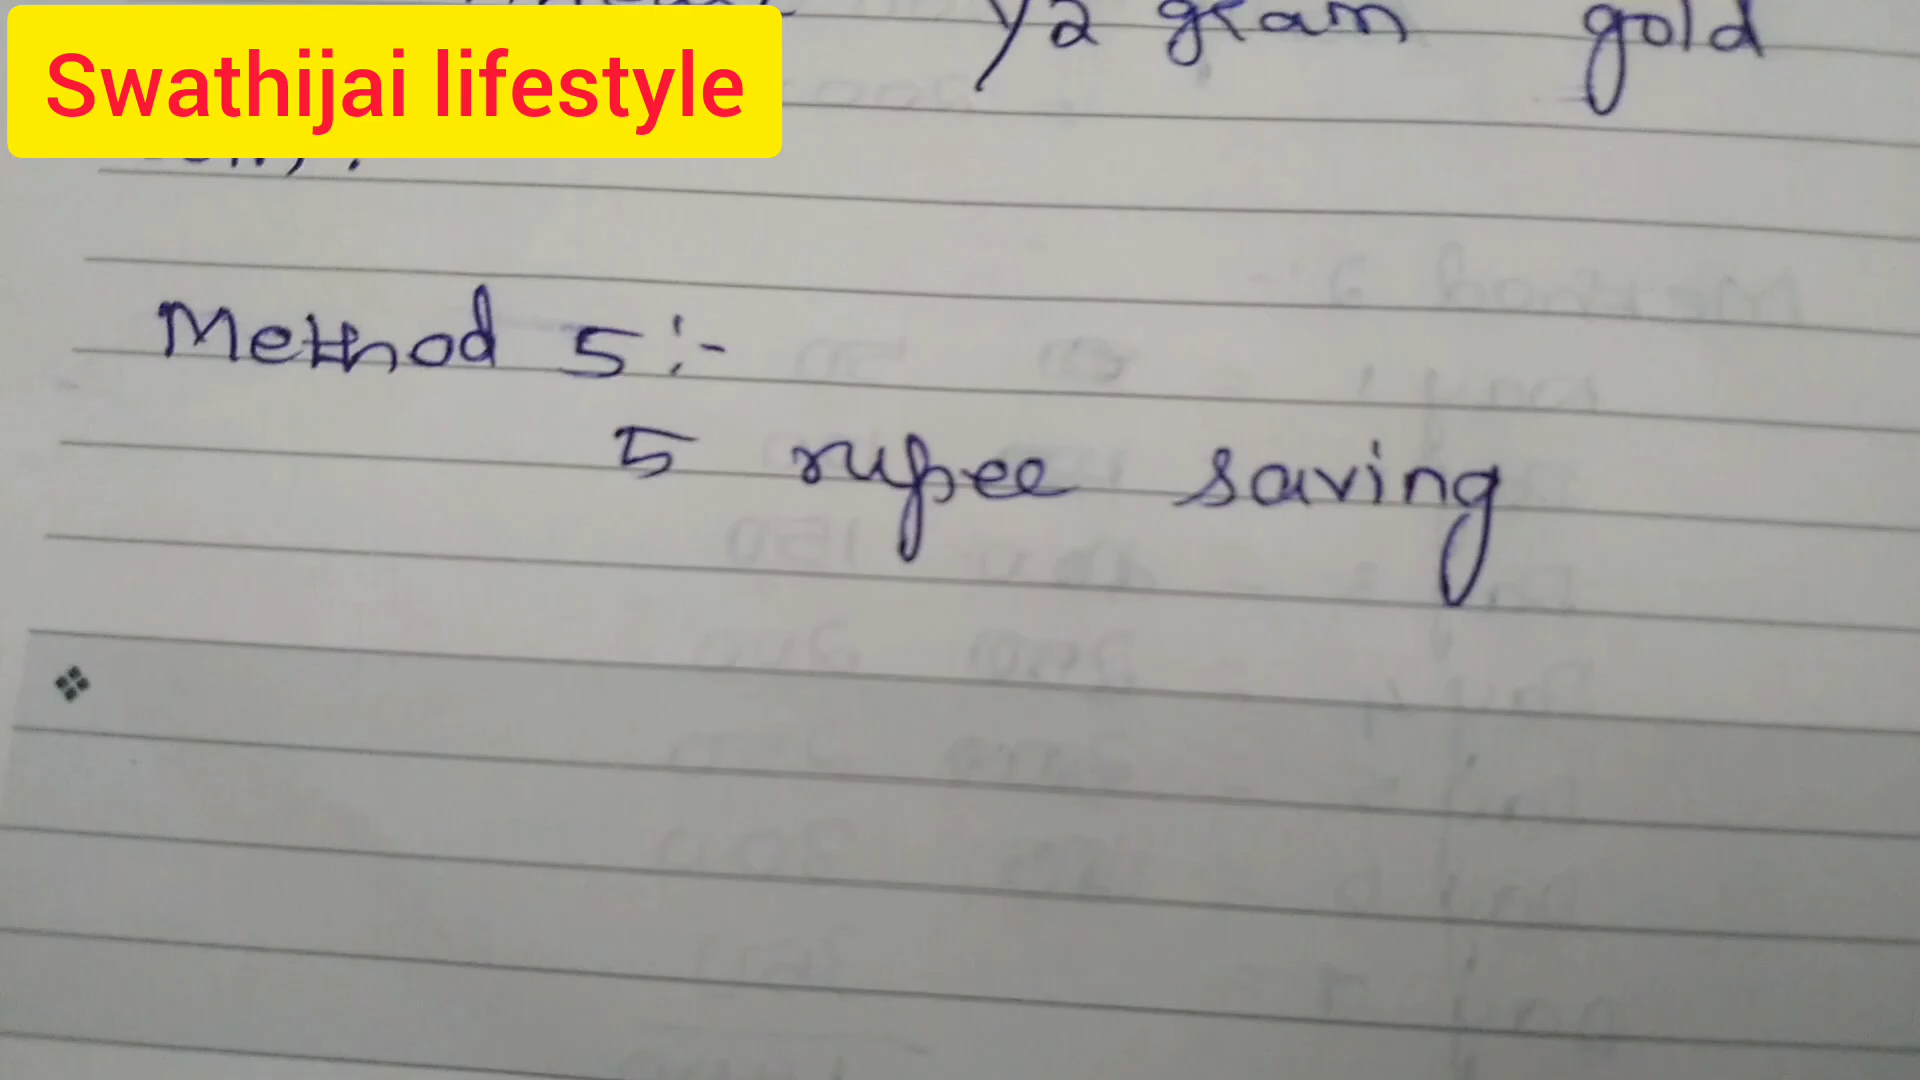 Swathijai lifestyle
1/2 gram gold
Method 5:-
5 rupee saving